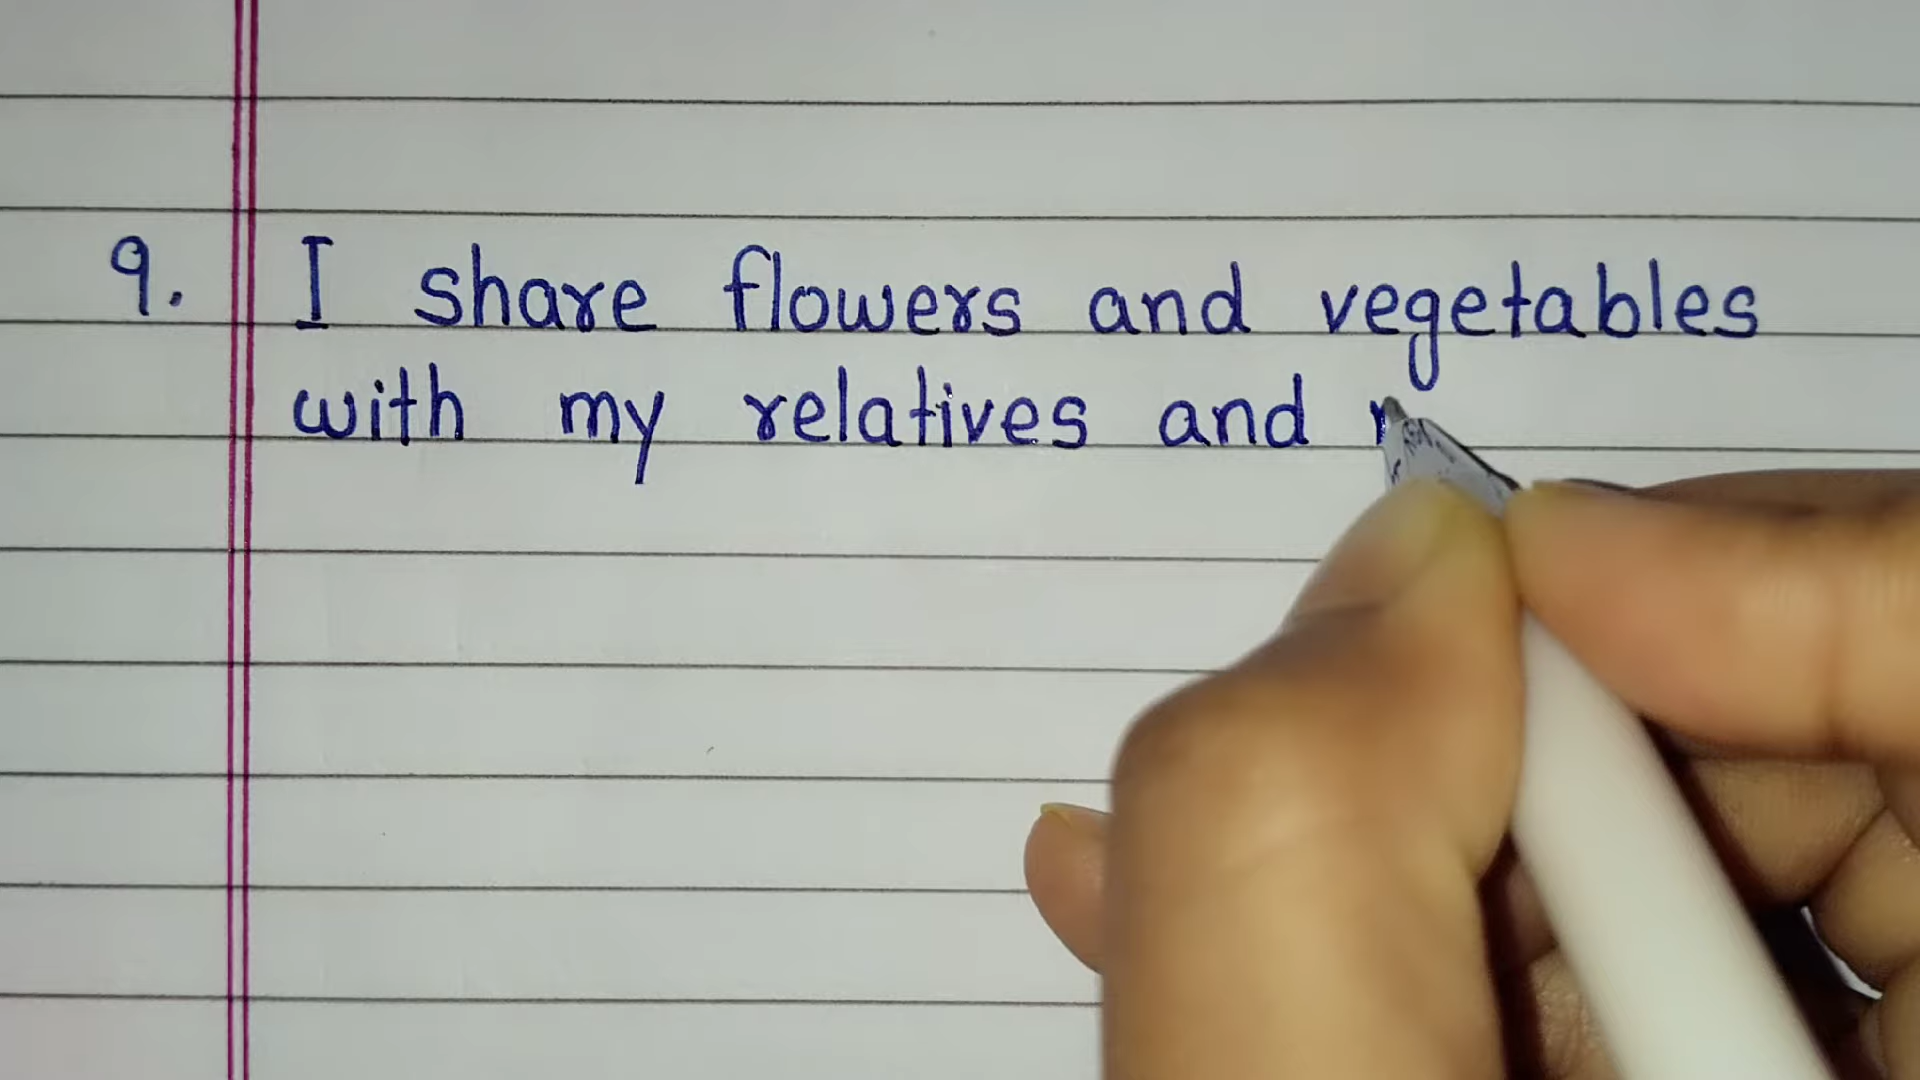 9. I share flowers and vegetables
with my relatives and